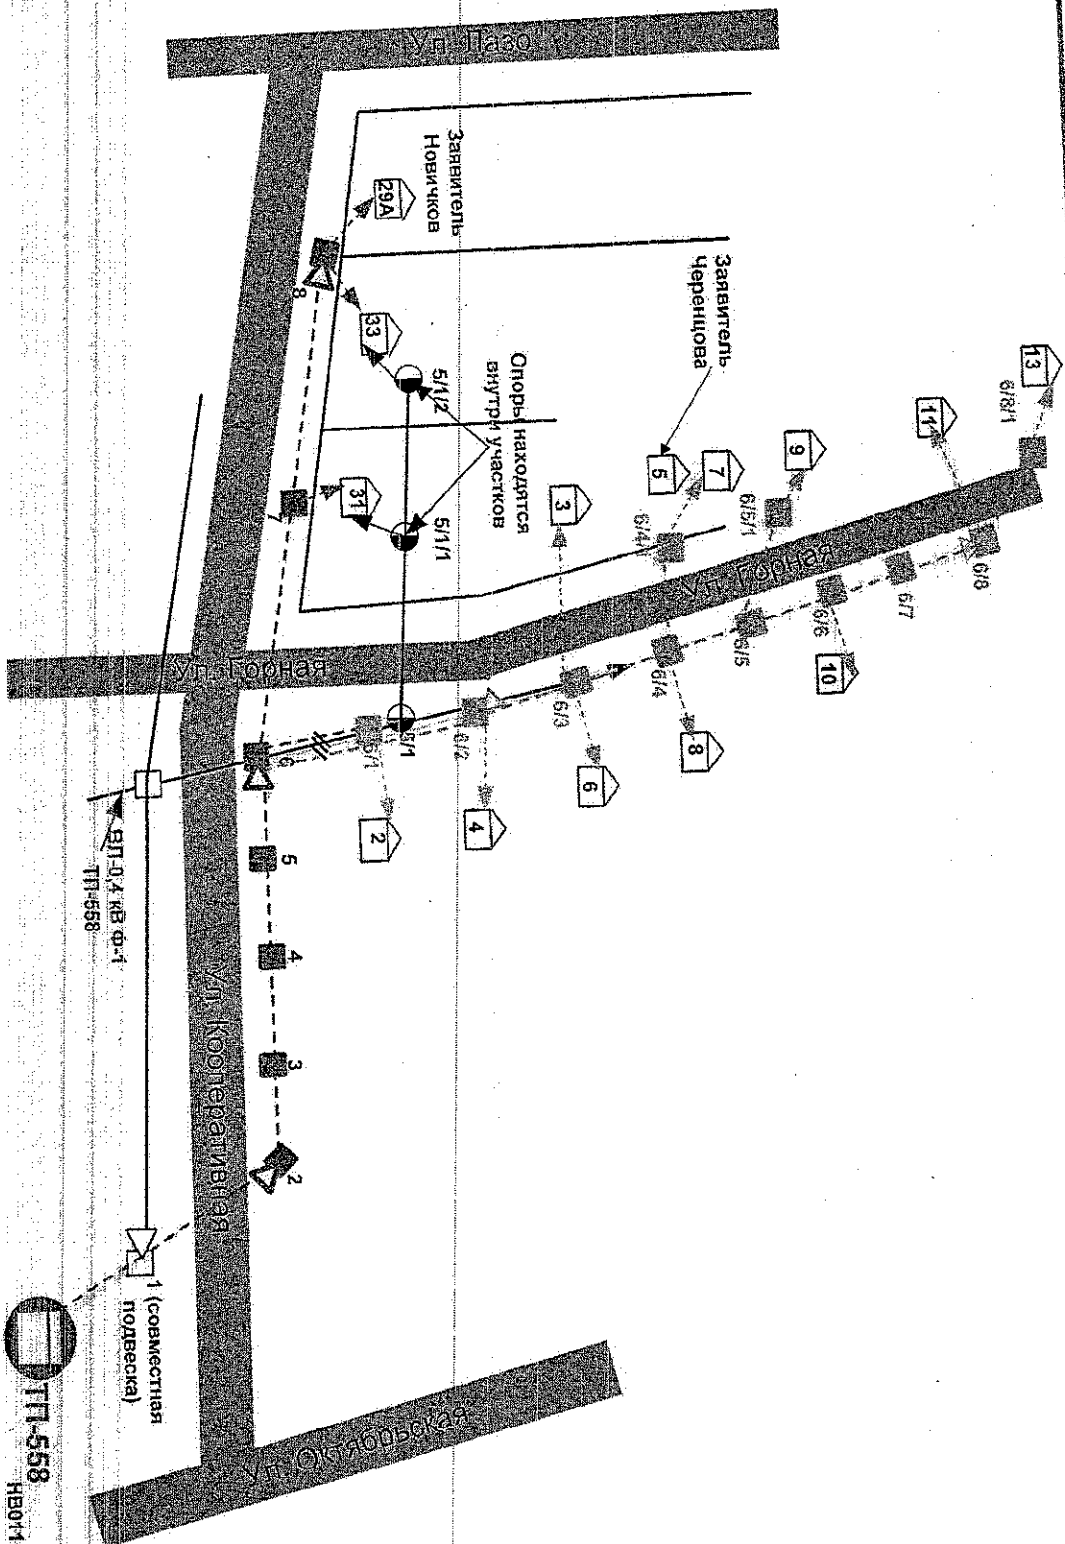 Ул. Лазо
Заявитель
Новичков
29А
8
33
Заявитель
Черенцова
13
6/8/1
11
9
7
5
3
Опоры находятся
внутри участков
5/1/2
5/1/1
31
7
6/5/1
6/4/
Ул. Горная
6/8
6/7
6/6
6/5
6/4
6/3
6/2
10
8
6
4
2
Ул. Горная
5/1
6
5
4
3
2
ВЛ-0,4 кВ Ф-1
ТП-558
Ул. Кооперативная
1 (совместная
подвеска)
Ул. Октябрьская
ТП-558
НВ011